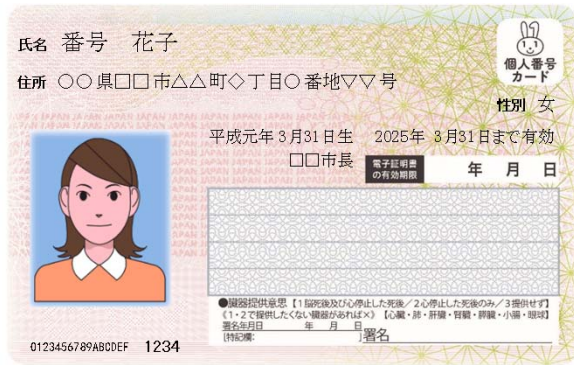 氏名 番号 花子
個人番号
カード
住所 ○○県□□市△△町◇丁目○番地▽▽号
性別 女
平成元年3月31日生 2025年3月31日まで有効
□□市長
電子証明書
の有効期限
年 月 日
●臓器提供意思【1脳死後及び心停止した死後/2心停止した死後のみ/3提供せず】
《1・2で提供したくない臓器があれば×》【心臓・肺・肝臓・腎臓・膵臓・小腸・眼球】
署名年月日 年 月 日
[特記欄: ]署名
0123456789ABCDEF 1234